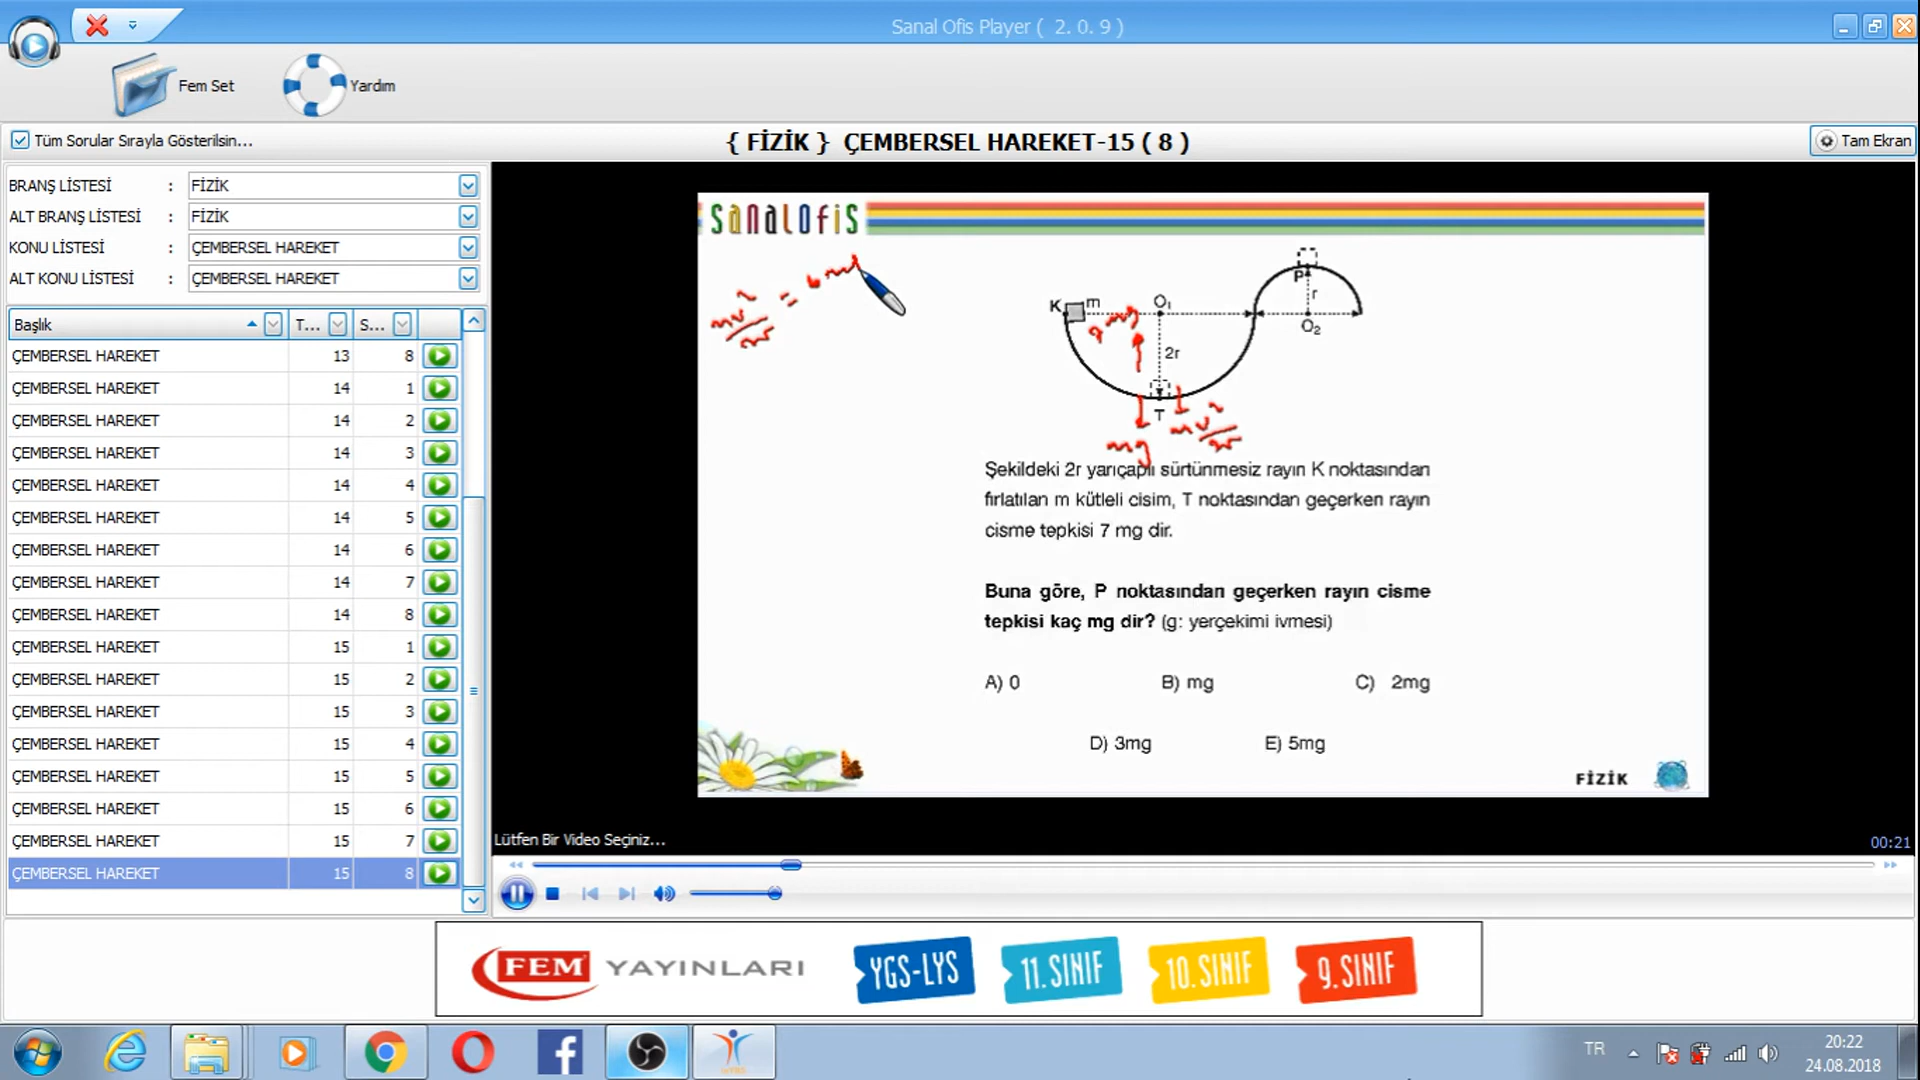 Sanal Ofis Player ( 2. 0. 9 )
Fem Set
Yardım
Tüm Sorular Sırayla Gösterilsin...
{ FİZİK } ÇEMBERSEL HAREKET-15 ( 8 )
Tam Ekran
BRANŞ LİSTESİ : FİZİK
ALT BRANŞ LİSTESİ : FİZİK
KONU LİSTESİ : ÇEMBERSEL HAREKET
ALT KONU LİSTESİ : ÇEMBERSEL HAREKET
Başlık T... S...
ÇEMBERSEL HAREKET 13 8
ÇEMBERSEL HAREKET 14 1
ÇEMBERSEL HAREKET 14 2
ÇEMBERSEL HAREKET 14 3
ÇEMBERSEL HAREKET 14 4
ÇEMBERSEL HAREKET 14 5
ÇEMBERSEL HAREKET 14 6
ÇEMBERSEL HAREKET 14 7
ÇEMBERSEL HAREKET 14 8
ÇEMBERSEL HAREKET 15 1
ÇEMBERSEL HAREKET 15 2
ÇEMBERSEL HAREKET 15 3
ÇEMBERSEL HAREKET 15 4
ÇEMBERSEL HAREKET 15 5
ÇEMBERSEL HAREKET 15 6
ÇEMBERSEL HAREKET 15 7
ÇEMBERSEL HAREKET 15 8
SANALOFİS
P
r
O₂
K m O₁
2r
T
mg
Şekildeki 2r yarıçaplı sürtünmesiz rayın K noktasından
fırlatılan m kütleli cisim, T noktasından geçerken rayın
cisme tepkisi 7 mg dir.
Buna göre, P noktasından geçerken rayın cisme
tepkisi kaç mg dir? (g: yerçekimi ivmesi)
A) 0 B) mg C) 2mg
D) 3mg E) 5mg
FİZİK
Lütfen Bir Video Seçiniz...
00:21
FEM YAYINLARI
YGS-LYS
11.SINIF
10.SINIF
9.SINIF
TR
20:22
24.08.2018